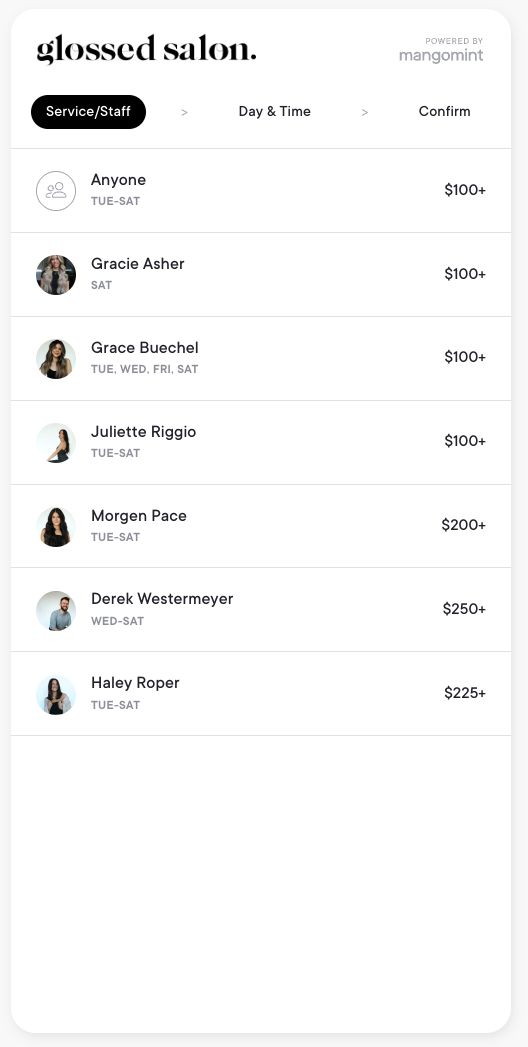 glossed salon.
POWERED BY
mangomint
Service/Staff > Day & Time > Confirm
Anyone
TUE-SAT
$100+
Gracie Asher
SAT
$100+
Grace Buechel
TUE, WED, FRI, SAT
$100+
Juliette Riggio
TUE-SAT
$100+
Morgen Pace
TUE-SAT
$200+
Derek Westermeyer
WED-SAT
$250+
Haley Roper
TUE-SAT
$225+